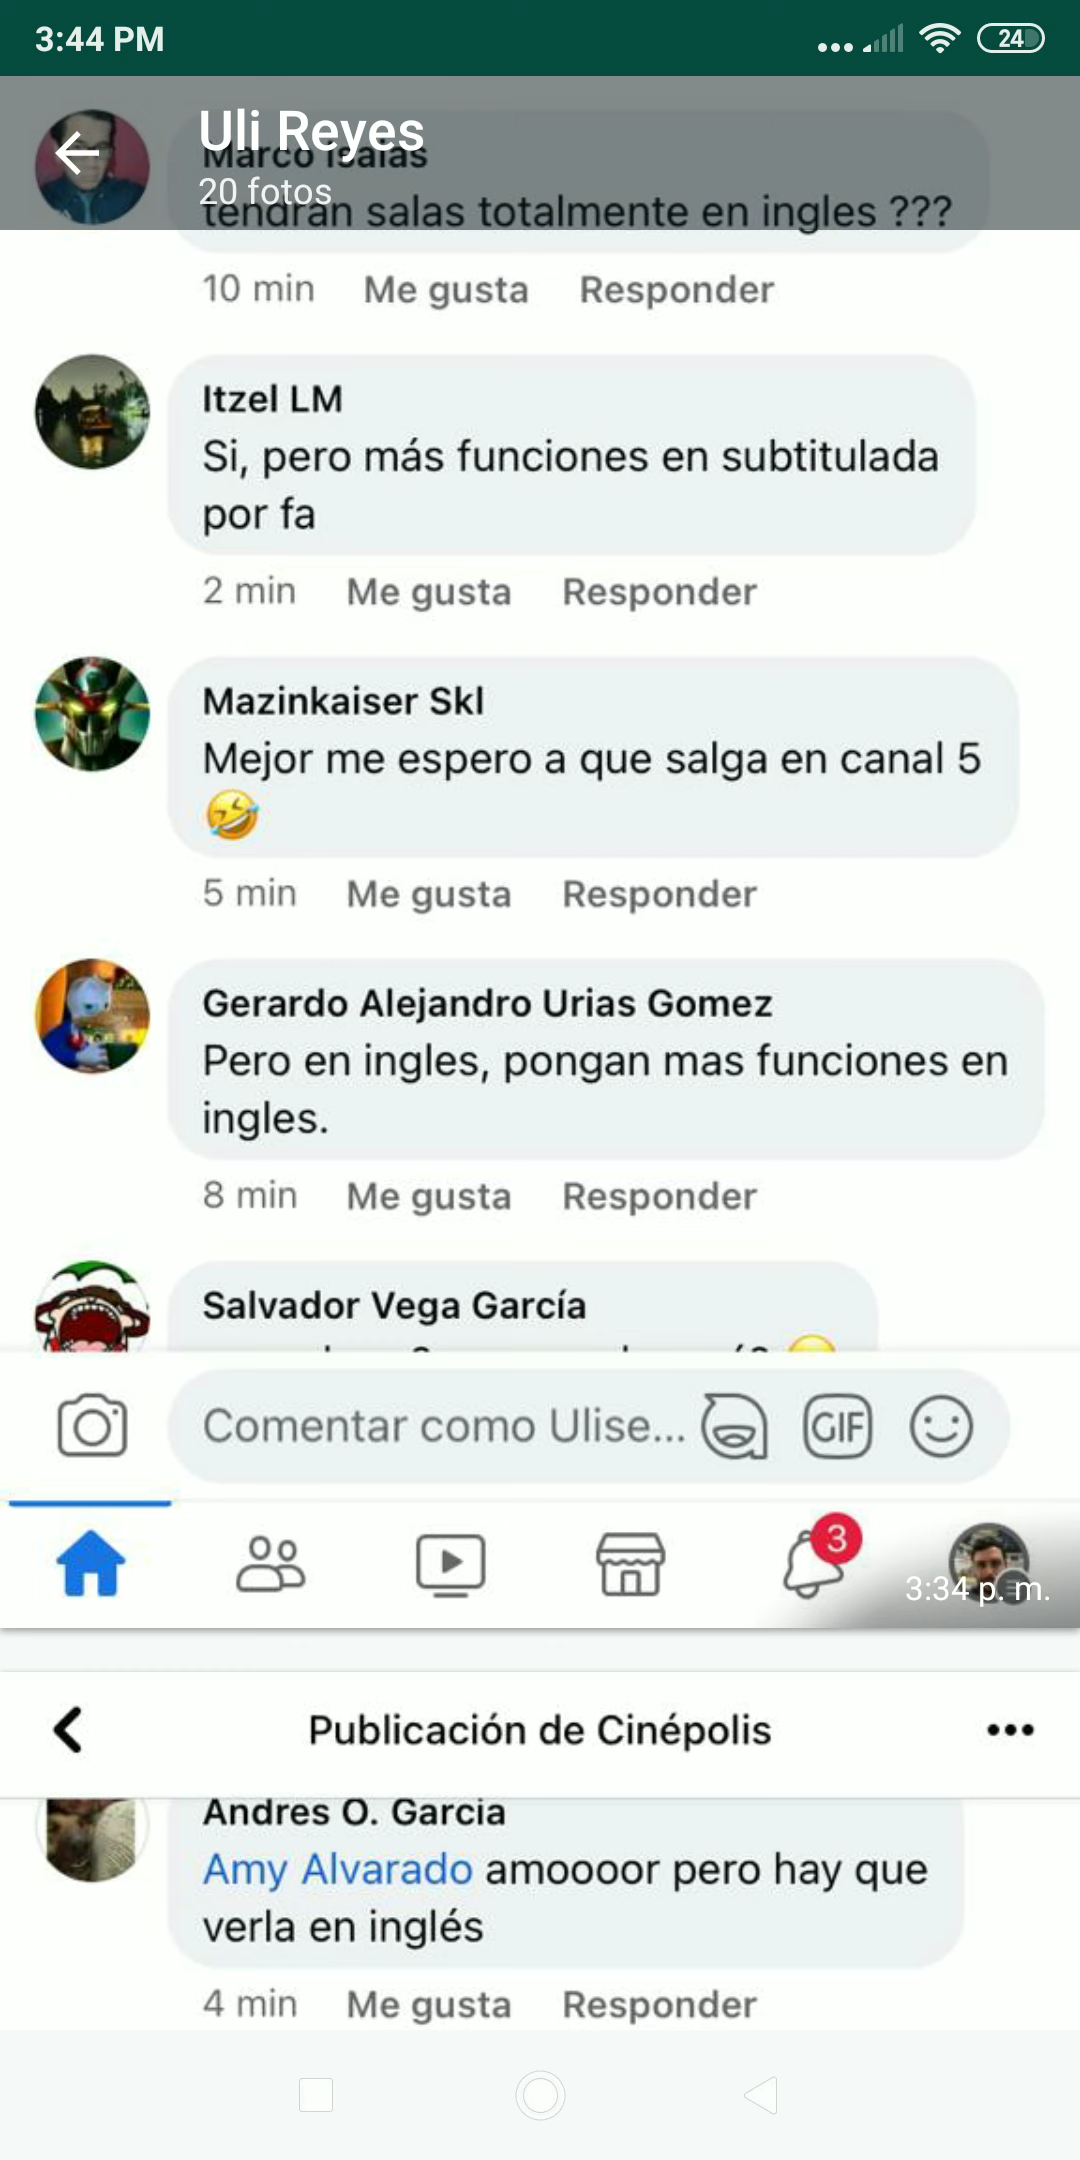 3:44 PM
24
Uli Reyes
20 fotos
Marco Isaias
tendran salas totalmente en ingles ???
10 min Me gusta Responder
Itzel LM
Si, pero más funciones en subtitulada
por fa
2 min Me gusta Responder
Mazinkaiser Skl
Mejor me espero a que salga en canal 5
🤣
5 min Me gusta Responder
Gerardo Alejandro Urias Gomez
Pero en ingles, pongan mas funciones en
ingles.
8 min Me gusta Responder
Salvador Vega García
Comentar como Ulise...
GIF
3
3:34 p. m.
Publicación de Cinépolis
Andres O. Garcia
Amy Alvarado amoooor pero hay que
verla en inglés
4 min Me gusta Responder